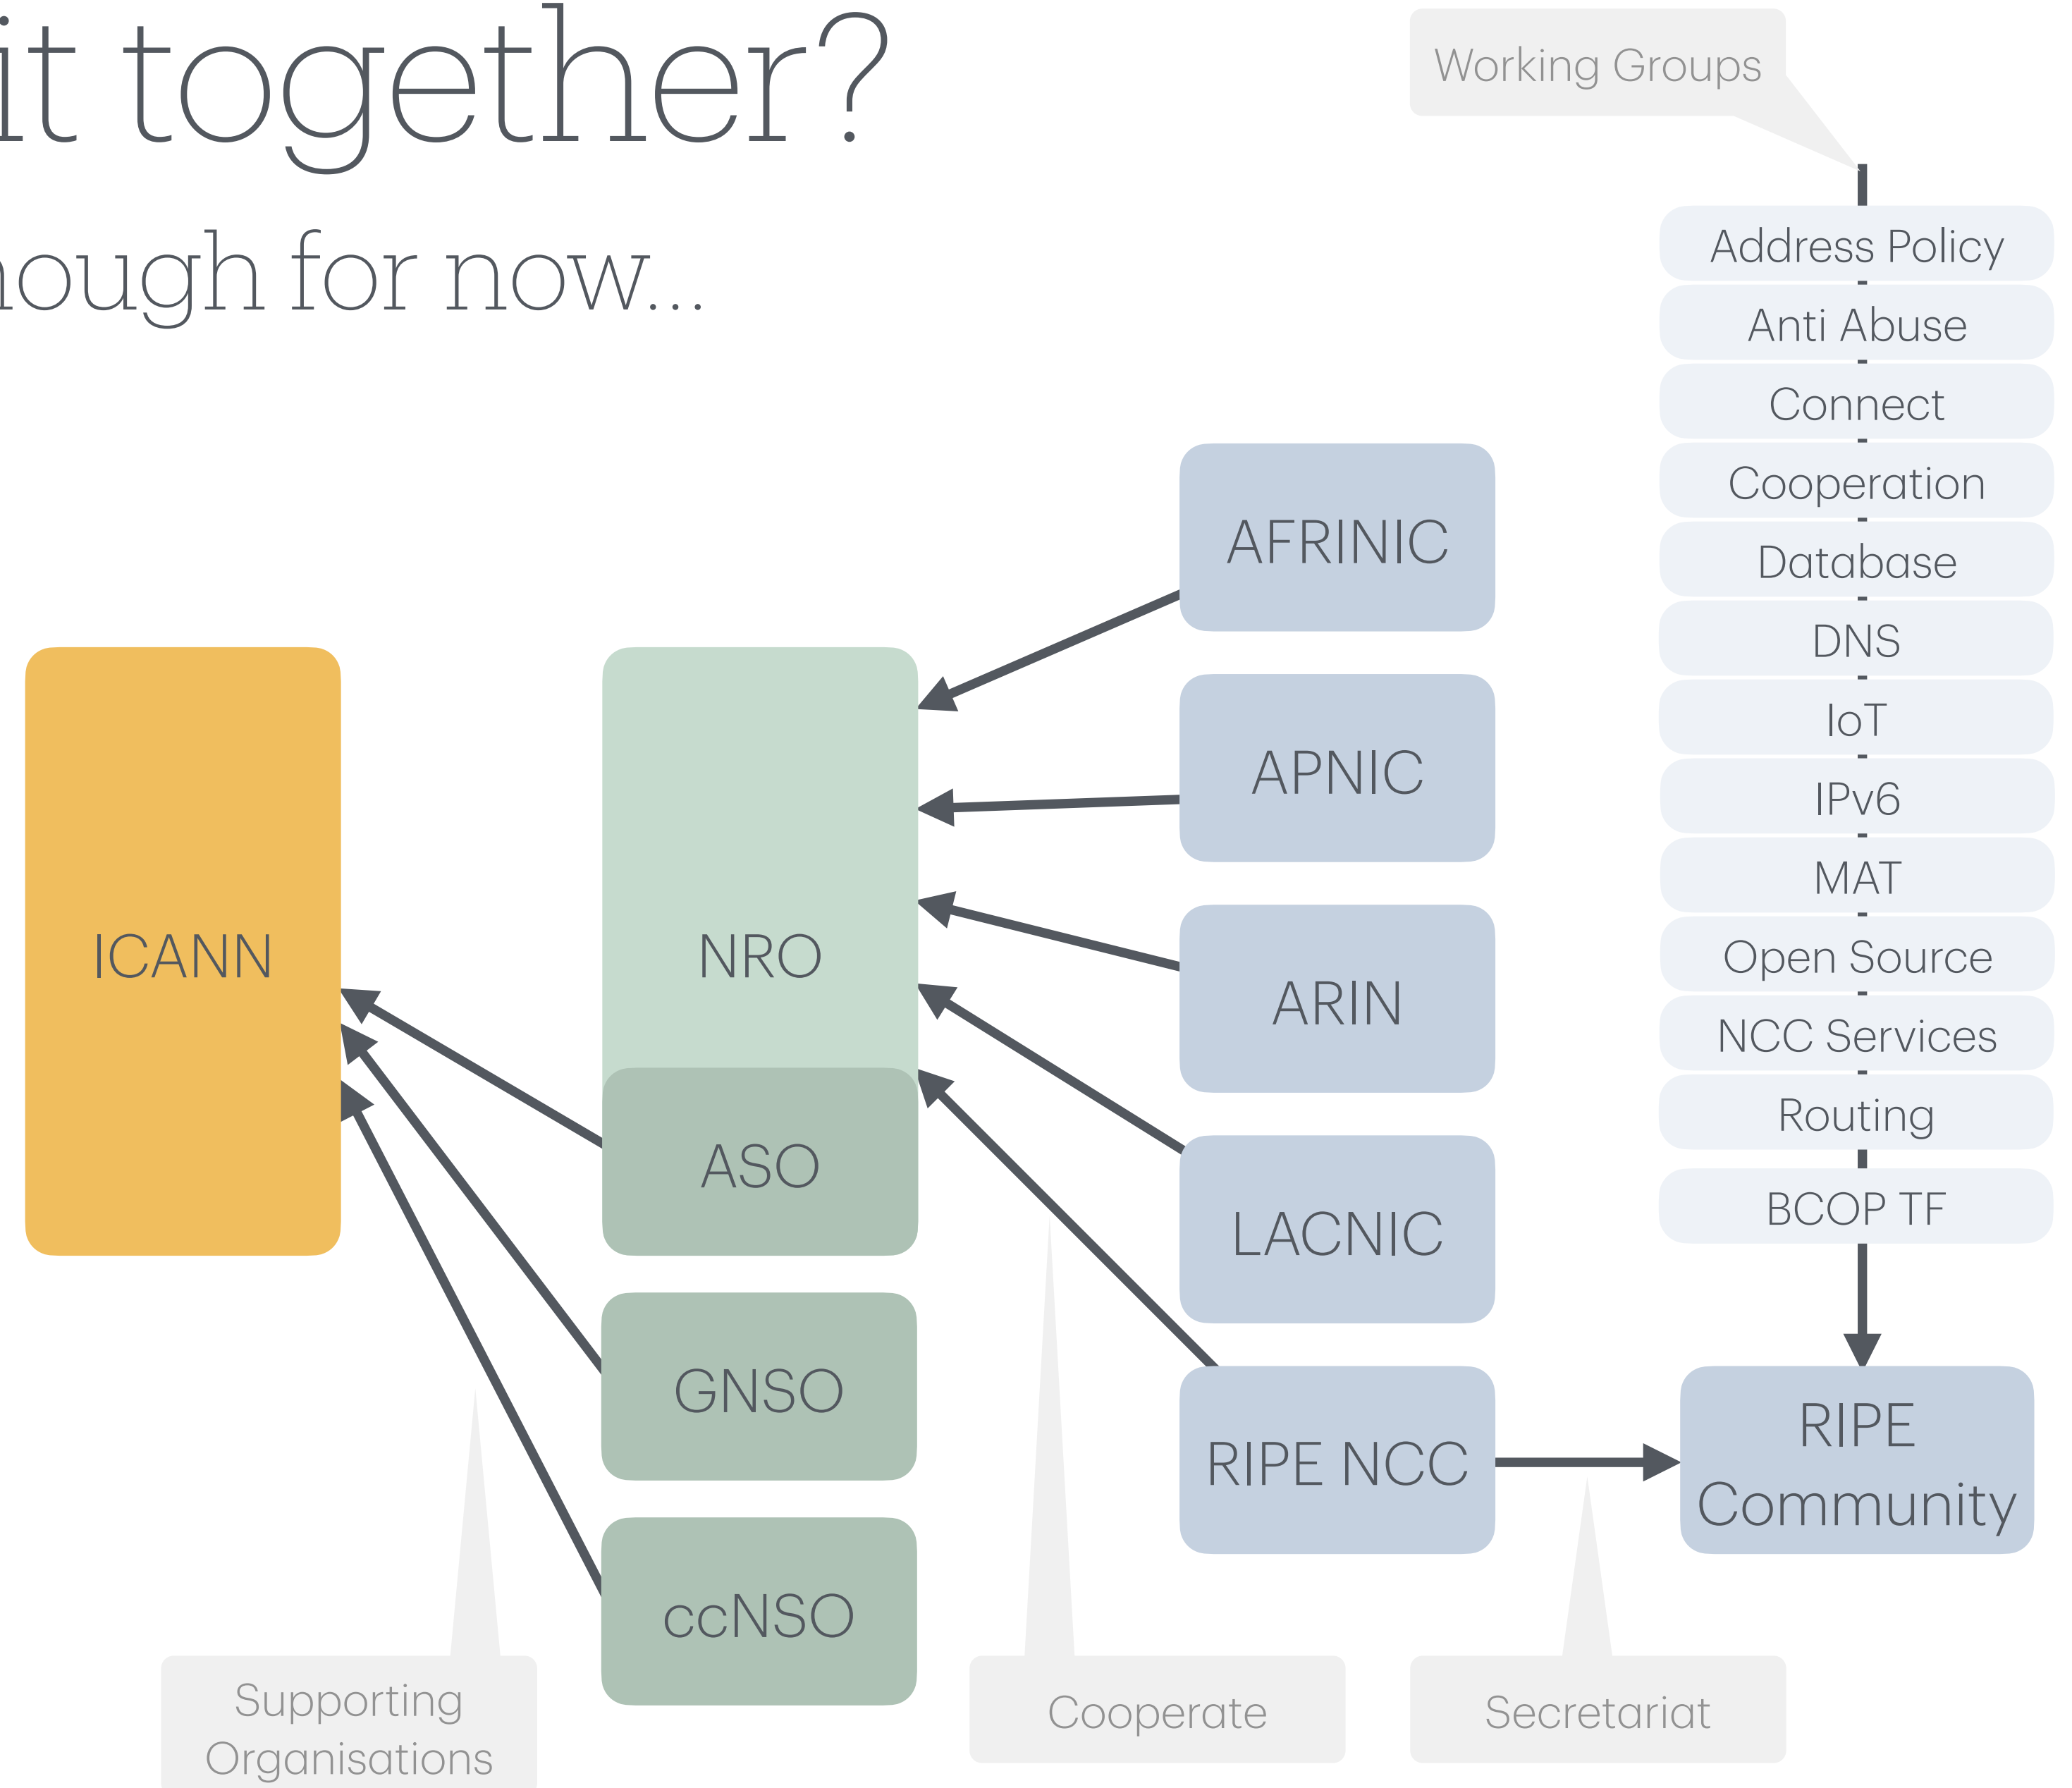 it together?
ough for now...
Working Groups
Address Policy
Anti Abuse
Connect
Cooperation
Database
DNS
IoT
IPv6
MAT
Open Source
NCC Services
Routing
BCOP TF
AFRINIC
APNIC
ARIN
LACNIC
RIPE NCC
RIPE
Community
ICANN
NRO
ASO
GNSO
ccNSO
Supporting
Organisations
Cooperate
Secretariat